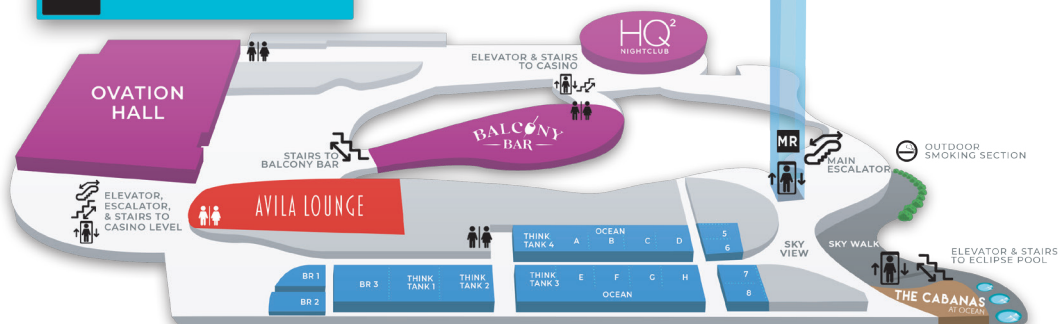 HQ²
NIGHTCLUB
ELEVATOR & STAIRS
TO CASINO
OVATION
HALL
BALCONY
BAR
STAIRS TO
BALCONY BAR
MR
MAIN
ESCALATOR
OUTDOOR
SMOKING SECTION
ELEVATOR,
ESCALATOR,
& STAIRS TO
CASINO LEVEL
AVILA LOUNGE
THINK
TANK 4
OCEAN
A B C D
5
6
SKY
VIEW
SKY WALK
ELEVATOR & STAIRS
TO ECLIPSE POOL
BR 1
BR 2
BR 3
THINK
TANK 1
THINK
TANK 2
THINK
TANK 3
E F G H
OCEAN
7
8
THE CABANAS
AT OCEAN